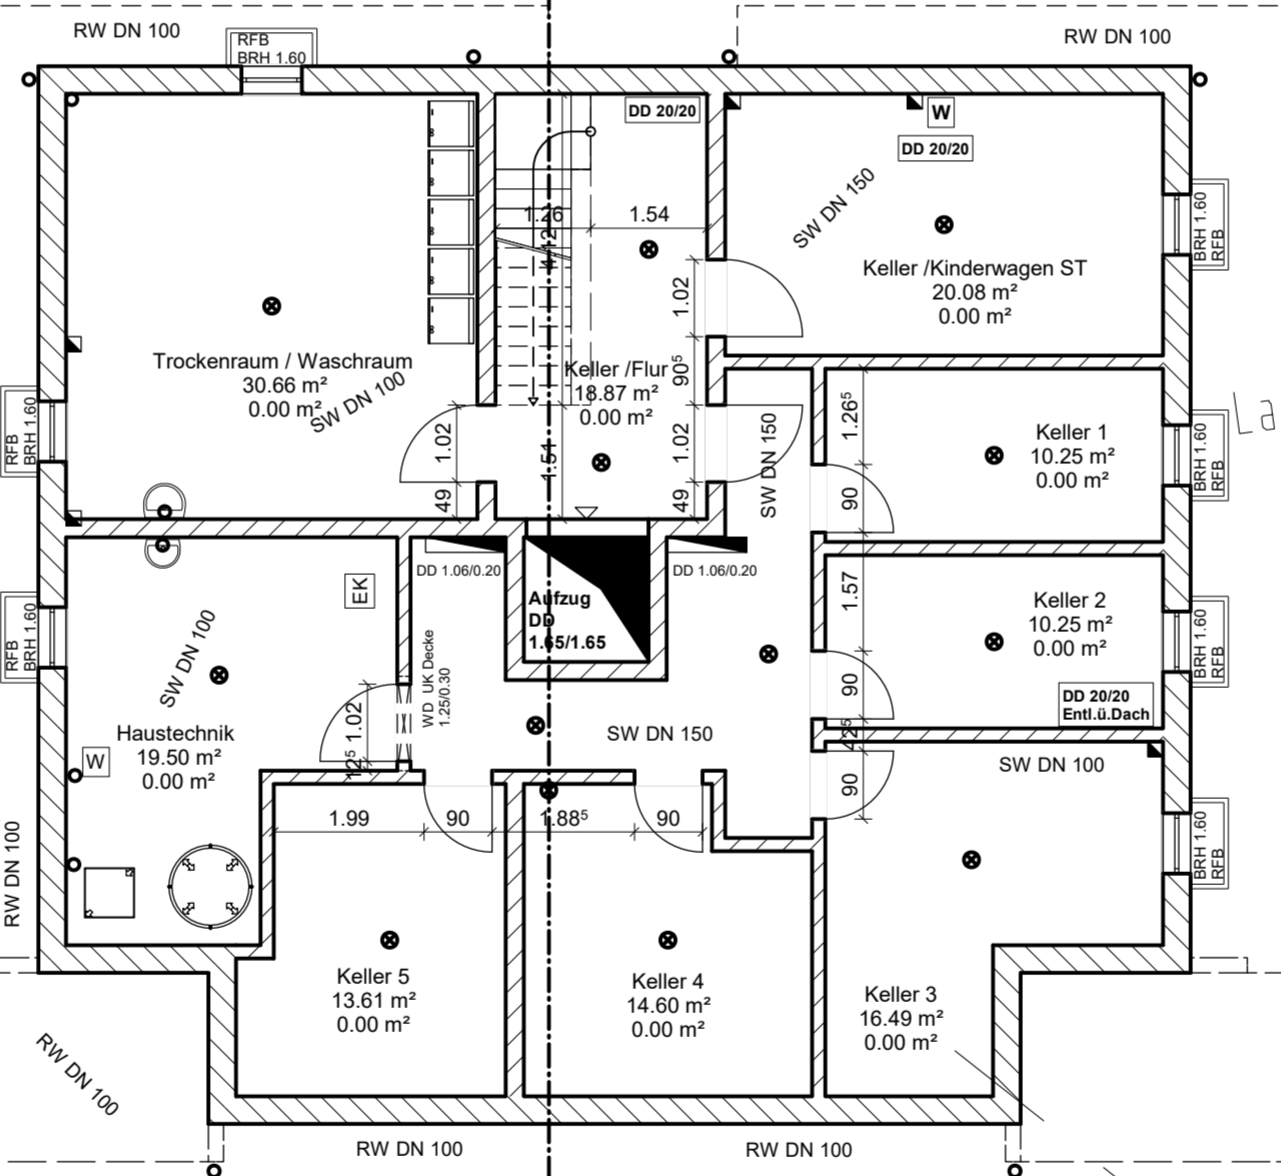 RW DN 100
RW DN 100
RFB
BRH 1.60
DD 20/20
W
DD 20/20
SW DN 150
BRH 1.60
RFB
1.26
1.54
4.12
1.02
Keller /Kinderwagen ST
20.08 m²
0.00 m²
Trockenraum / Waschraum
30.66 m²
0.00 m²
SW DN 100
Keller /Flur
18.87 m²
0.00 m²
90⁵
1.26⁵
La
RFB
BRH 1.60
1.02
1.51
1.02
SW DN 150
Keller 1
10.25 m²
0.00 m²
BRH 1.60
RFB
49
49
90
EK
DD 1.06/0.20
DD 1.06/0.20
Aufzug
DD
1.65/1.65
1.57
Keller 2
10.25 m²
0.00 m²
RFB
BRH 1.60
BRH 1.60
RFB
SW DN 100
WD UK Decke
1.25/0.30
90
DD 20/20
Entl.ü.Dach
Haustechnik
19.50 m²
0.00 m²
W
1.02
12⁵
SW DN 150
42⁵
SW DN 100
90
1.99
90
1.88⁵
90
BRH 1.60
RFB
RW DN 100
Keller 5
13.61 m²
0.00 m²
Keller 4
14.60 m²
0.00 m²
Keller 3
16.49 m²
0.00 m²
RW DN 100
RW DN 100
RW DN 100